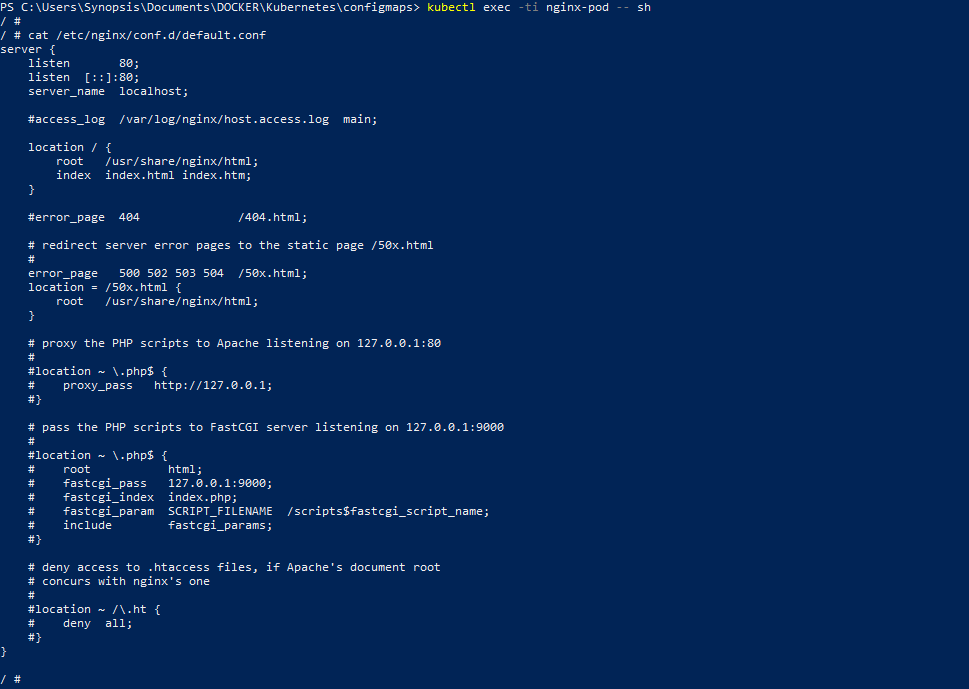 PS C:\Users\Synopsis\Documents\DOCKER\Kubernetes\configmaps> kubectl exec -ti nginx-pod -- sh
/ #
/ # cat /etc/nginx/conf.d/default.conf
server {
    listen       80;
    listen  [::]:80;
    server_name  localhost;

    #access_log  /var/log/nginx/host.access.log  main;

    location / {
        root   /usr/share/nginx/html;
        index  index.html index.htm;
    }

    #error_page  404              /404.html;

    # redirect server error pages to the static page /50x.html
    #
    error_page   500 502 503 504  /50x.html;
    location = /50x.html {
        root   /usr/share/nginx/html;
    }

    # proxy the PHP scripts to Apache listening on 127.0.0.1:80
    #
    #location ~ \.php$ {
    #    proxy_pass   http://127.0.0.1;
    #}

    # pass the PHP scripts to FastCGI server listening on 127.0.0.1:9000
    #
    #location ~ \.php$ {
    #    root           html;
    #    fastcgi_pass   127.0.0.1:9000;
    #    fastcgi_index  index.php;
    #    fastcgi_param  SCRIPT_FILENAME  /scripts$fastcgi_script_name;
    #    include        fastcgi_params;
    #}

    # deny access to .htaccess files, if Apache's document root
    # concurs with nginx's one
    #
    #location ~ /\.ht {
    #    deny  all;
    #}
}

/ #